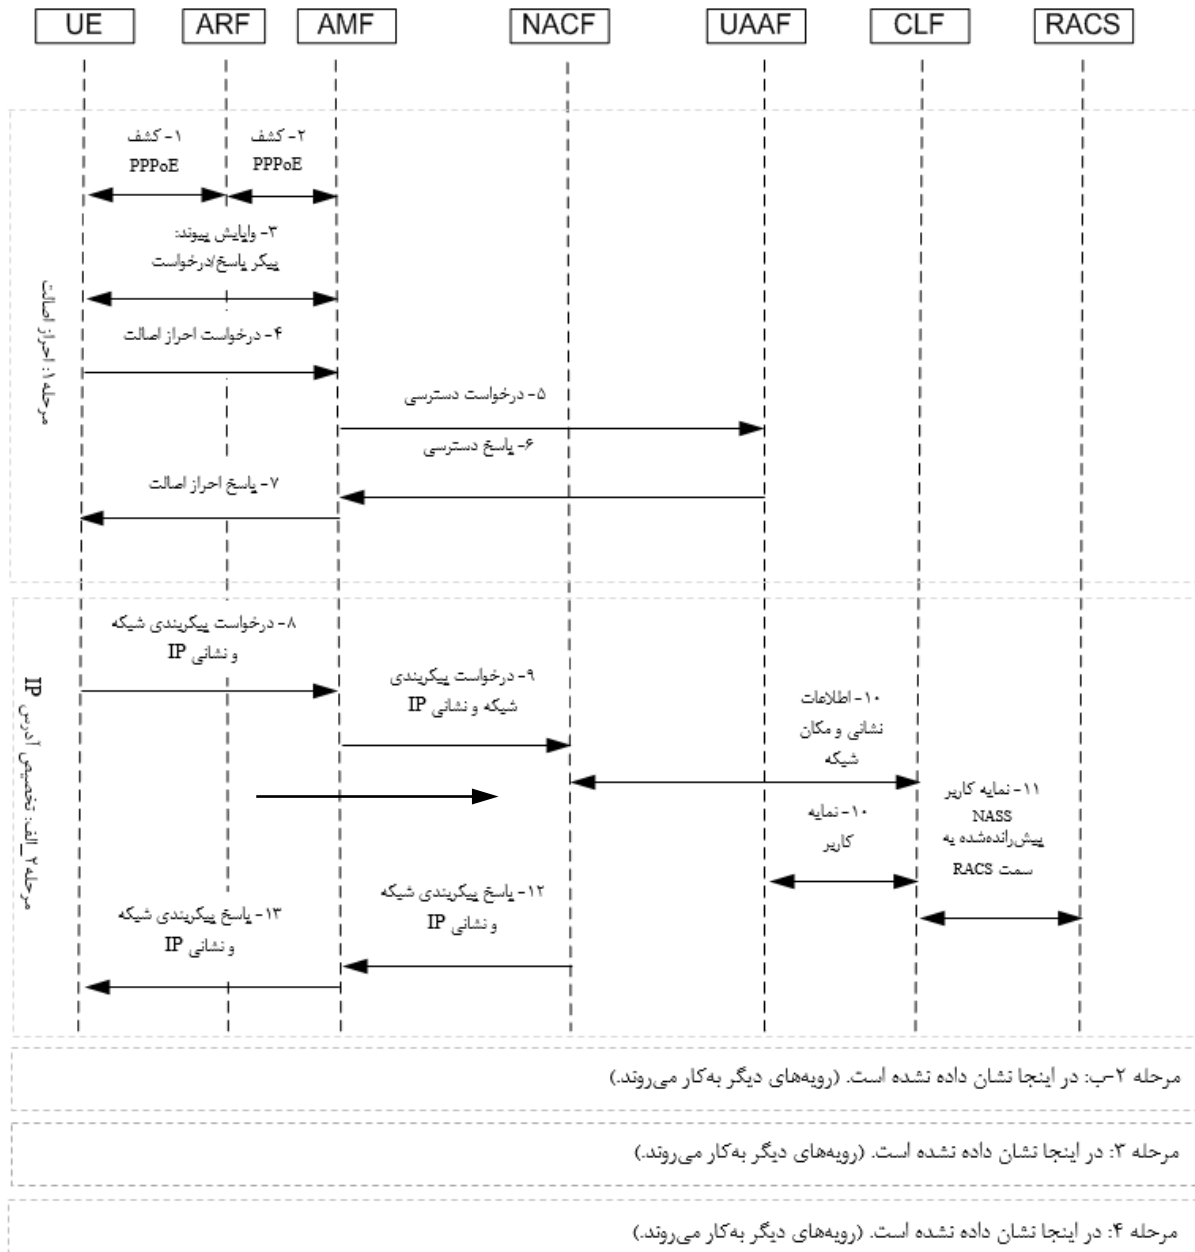 UE ARF AMF NACF UAAF CLF RACS
۱- کشف
PPPoE
۲- کشف
PPPoE
۳- واپایش پیوند:
پیگر پاسخ/درخواست
۴- درخواست احراز اصالت
۵- درخواست دسترسی
۶- پاسخ دسترسی
۷- پاسخ احراز اصالت
مرحله ۱: احراز اصالت
۸- درخواست پیکربندی شبکه
و نشانی IP
۹- درخواست پیکربندی
شبکه و نشانی IP
۱۰- اطلاعات
نشانی و مکان
شبکه
۱۰- نمایه
کاربر
۱۱- نمایه کاربر
NASS
پیش‌رانده‌شده به
سمت RACS
۱۲- پاسخ پیکربندی شبکه
و نشانی IP
۱۳- پاسخ پیکربندی شبکه
و نشانی IP
مرحله ۲_الف: تخصیص آدرس IP
مرحله ۲-ب: در اینجا نشان داده نشده است. (رویه‌های دیگر به‌کار می‌روند.)
مرحله ۳: در اینجا نشان داده نشده است. (رویه‌های دیگر به‌کار می‌روند.)
مرحله ۴: در اینجا نشان داده نشده است. (رویه‌های دیگر به‌کار می‌روند.)